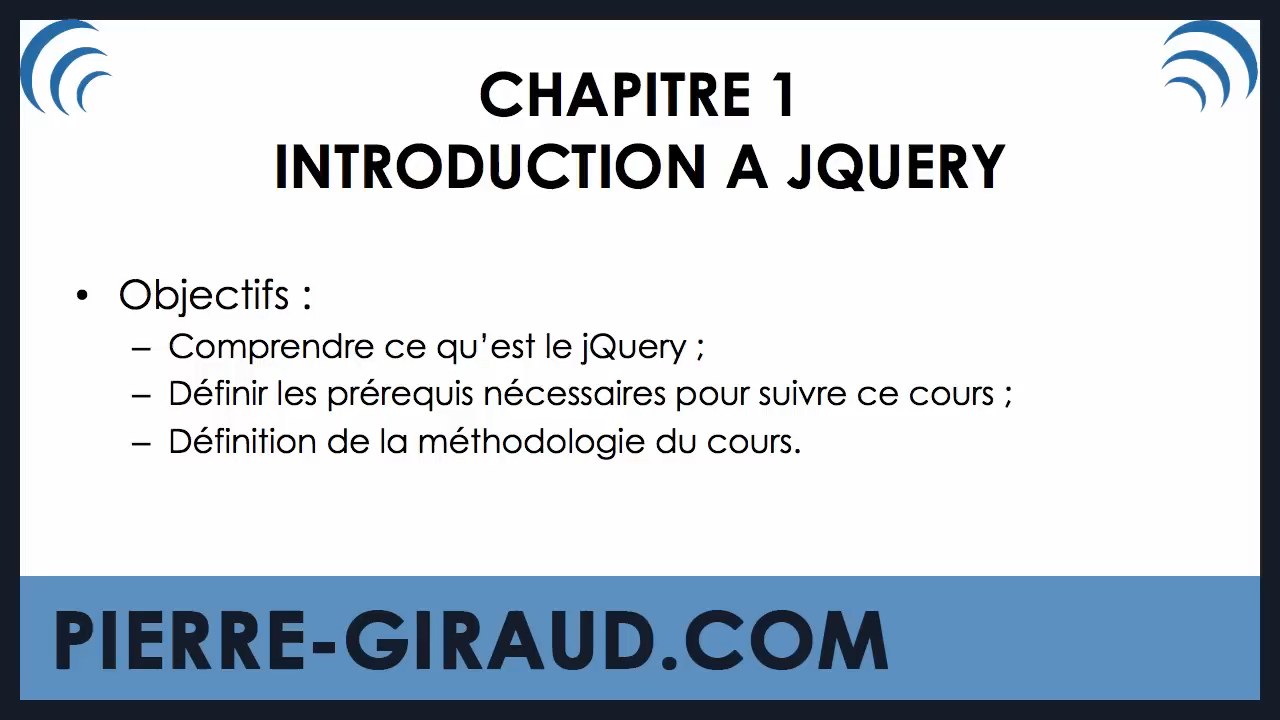 CHAPITRE 1
INTRODUCTION A JQUERY
• Objectifs :
– Comprendre ce qu’est le jQuery ;
– Définir les prérequis nécessaires pour suivre ce cours ;
– Définition de la méthodologie du cours.
PIERRE-GIRAUD.COM